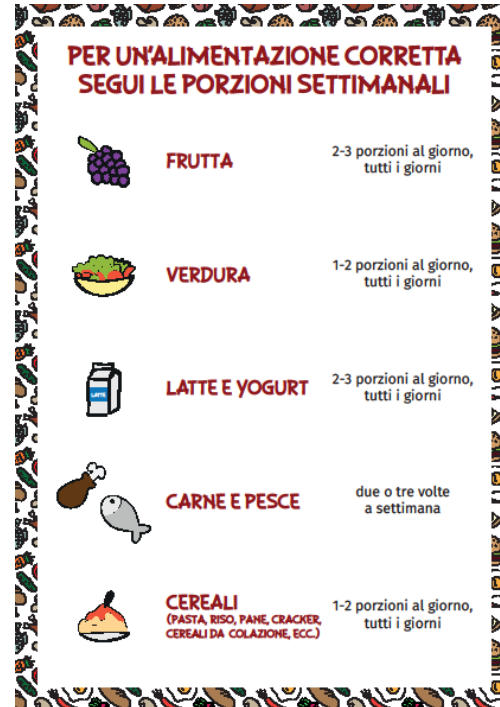 PER UN'ALIMENTAZIONE CORRETTA
SEGUI LE PORZIONI SETTIMANALI
FRUTTA
2-3 porzioni al giorno,
tutti i giorni
VERDURA
1-2 porzioni al giorno,
tutti i giorni
LATTE
LATTE E YOGURT
2-3 porzioni al giorno,
tutti i giorni
CARNE E PESCE
due o tre volte
a settimana
CEREALI
(PASTA, RISO, PANE, CRACKER,
CEREALI DA COLAZIONE, ECC.)
1-2 porzioni al giorno,
tutti i giorni